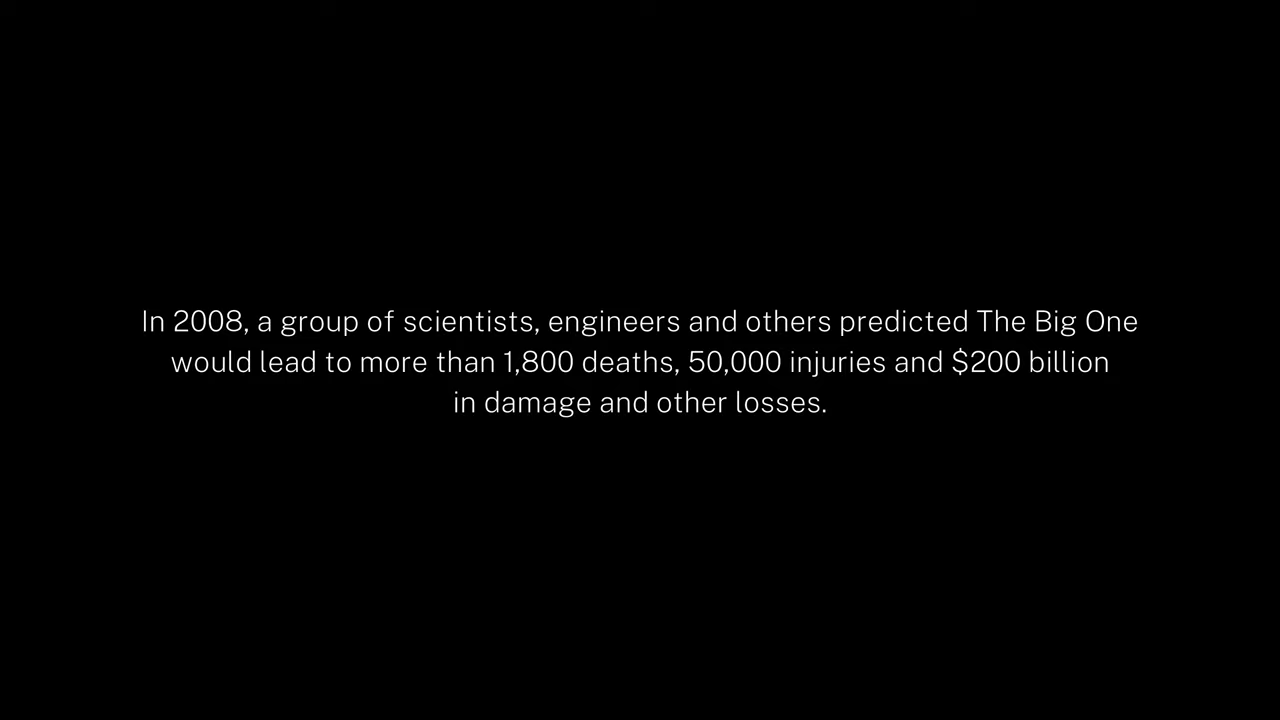 In 2008, a group of scientists, engineers and others predicted The Big One
would lead to more than 1,800 deaths, 50,000 injuries and $200 billion
in damage and other losses.